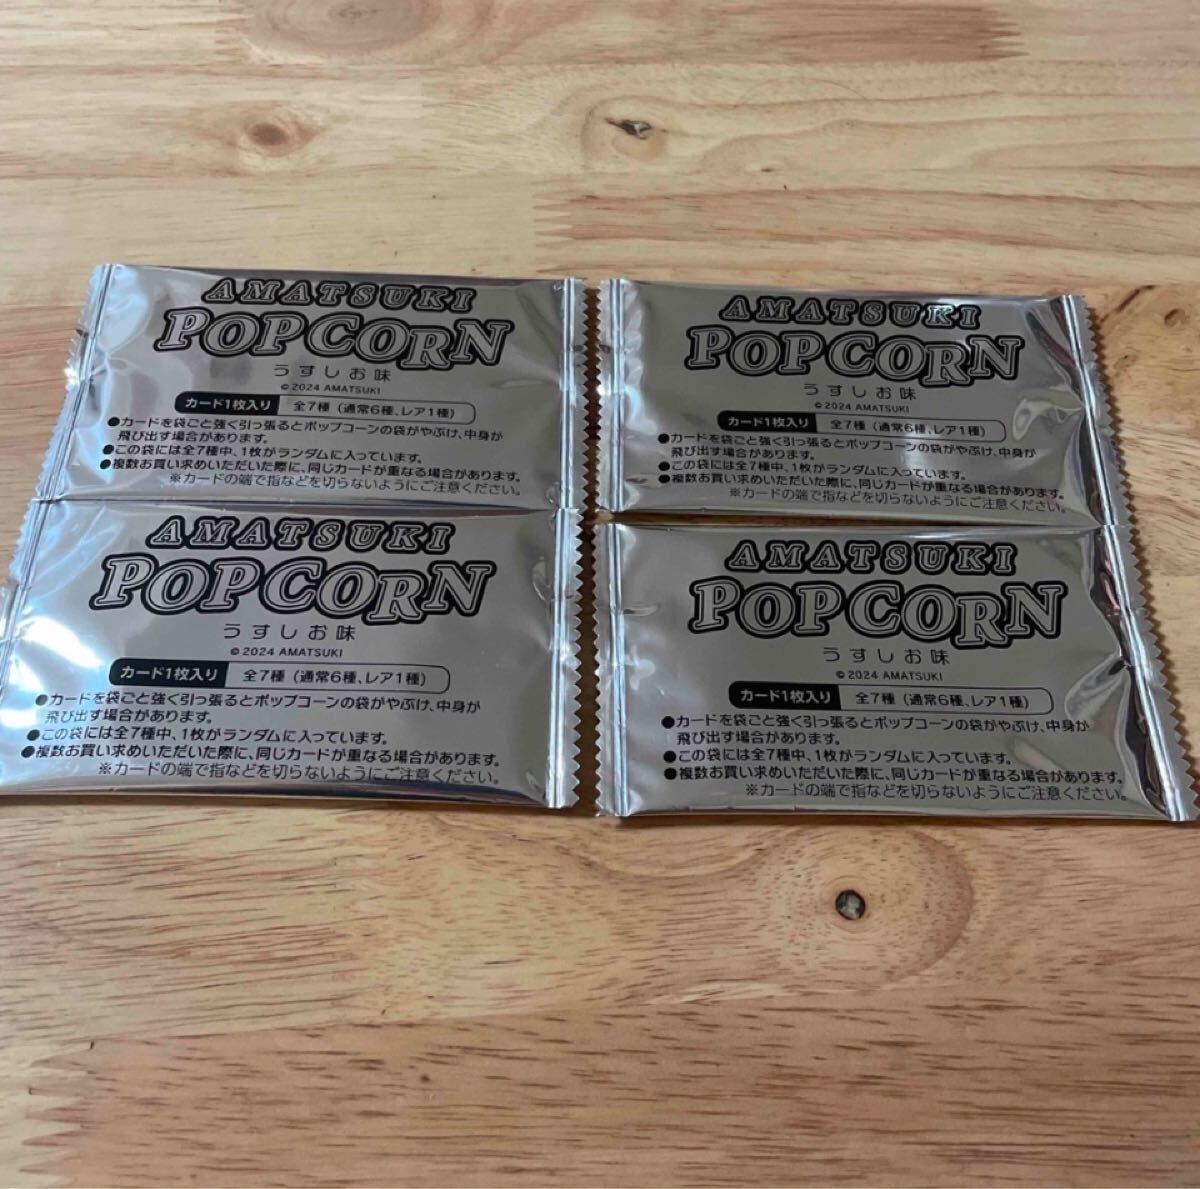 AMATSUKI
POPCORN
うすしお味
©2024 AMATSUKI
カード1枚入り 全7種（通常6種、レア1種）
●カードを袋ごと強く引っ張るとポップコーンの袋がやぶけ、中身が
飛び出す場合があります。
●この袋には全7種中、1枚がランダムに入っています。
●複数お買い求めいただいた際に、同じカードが重なる場合があります。
※カードの端で指などを切らないようにご注意ください。
AMATSUKI
POPCORN
うすしお味
©2024 AMATSUKI
カード1枚入り 全7種（通常6種、レア1種）
●カードを袋ごと強く引っ張るとポップコーンの袋がやぶけ、中身が
飛び出す場合があります。
●この袋には全7種中、1枚がランダムに入っています。
●複数お買い求めいただいた際に、同じカードが重なる場合があります。
※カードの端で指などを切らないようにご注意ください。
AMATSUKI
POPCORN
うすしお味
©2024 AMATSUKI
カード1枚入り 全7種（通常6種、レア1種）
●カードを袋ごと強く引っ張るとポップコーンの袋がやぶけ、中身が
飛び出す場合があります。
●この袋には全7種中、1枚がランダムに入っています。
●複数お買い求めいただいた際に、同じカードが重なる場合があります。
※カードの端で指などを切らないようにご注意ください。
AMATSUKI
POPCORN
うすしお味
©2024 AMATSUKI
カード1枚入り 全7種（通常6種、レア1種）
●カードを袋ごと強く引っ張るとポップコーンの袋がやぶけ、中身が
飛び出す場合があります。
●この袋には全7種中、1枚がランダムに入っています。
●複数お買い求めいただいた際に、同じカードが重なる場合があります。
※カードの端で指などを切らないようにご注意ください。